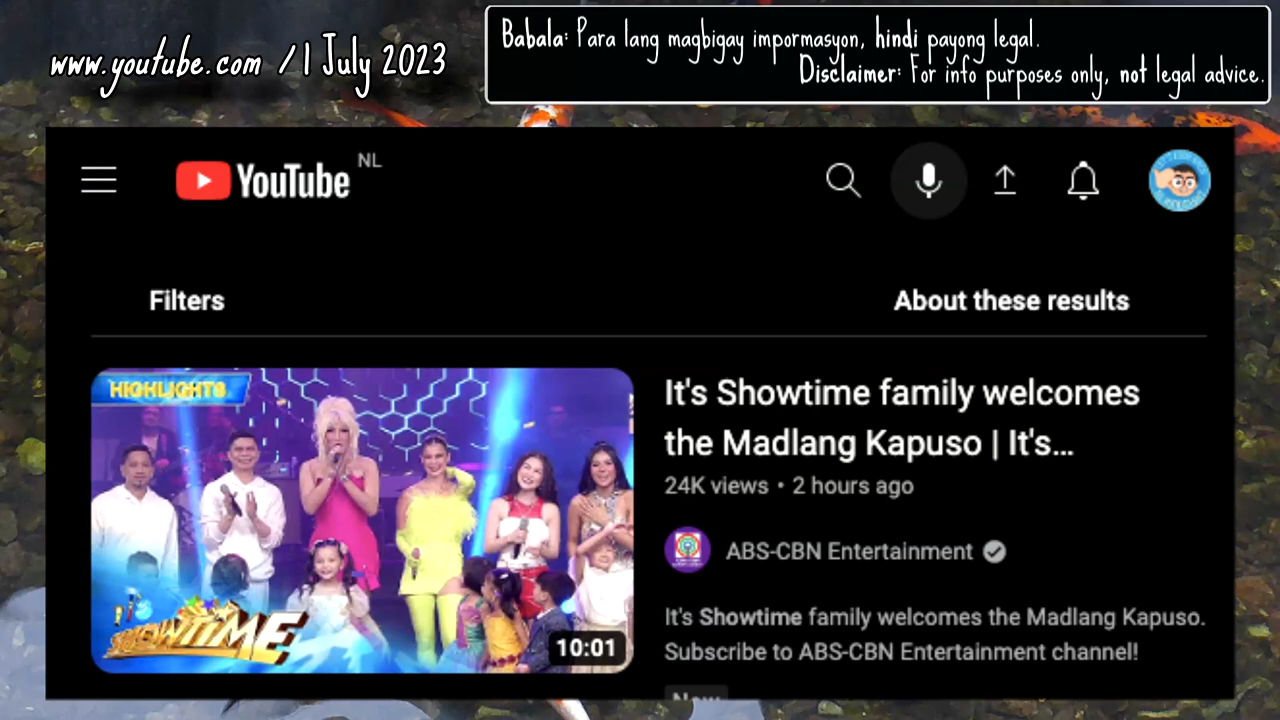 www.youtube.com / 1 July 2023
Babala: Para lang magbigay impormasyon, hindi payong legal.
Disclaimer: For info purposes only, not legal advice.
YouTube NL
Filters
About these results
HIGHLIGHTS
It's SHOWTIME
10:01
It's Showtime family welcomes
the Madlang Kapuso | It's...
24K views • 2 hours ago
ABS-CBN Entertainment
It's Showtime family welcomes the Madlang Kapuso.
Subscribe to ABS-CBN Entertainment channel!
New